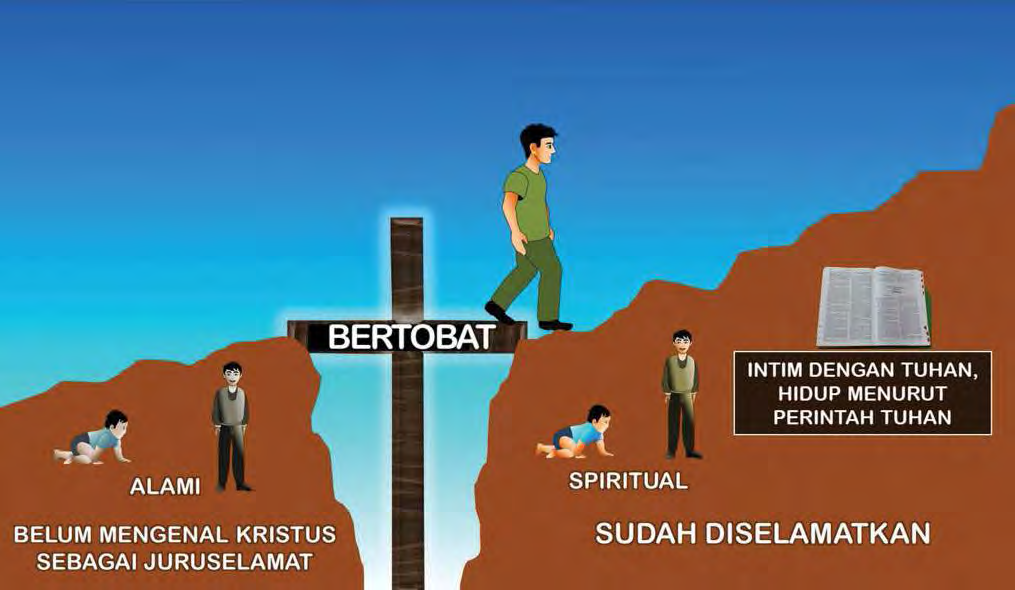 BERTOBAT
ALAMI
BELUM MENGENAL KRISTUS
SEBAGAI JURUSELAMAT
SPIRITUAL
SUDAH DISELAMATKAN
INTIM DENGAN TUHAN,
HIDUP MENURUT
PERINTAH TUHAN